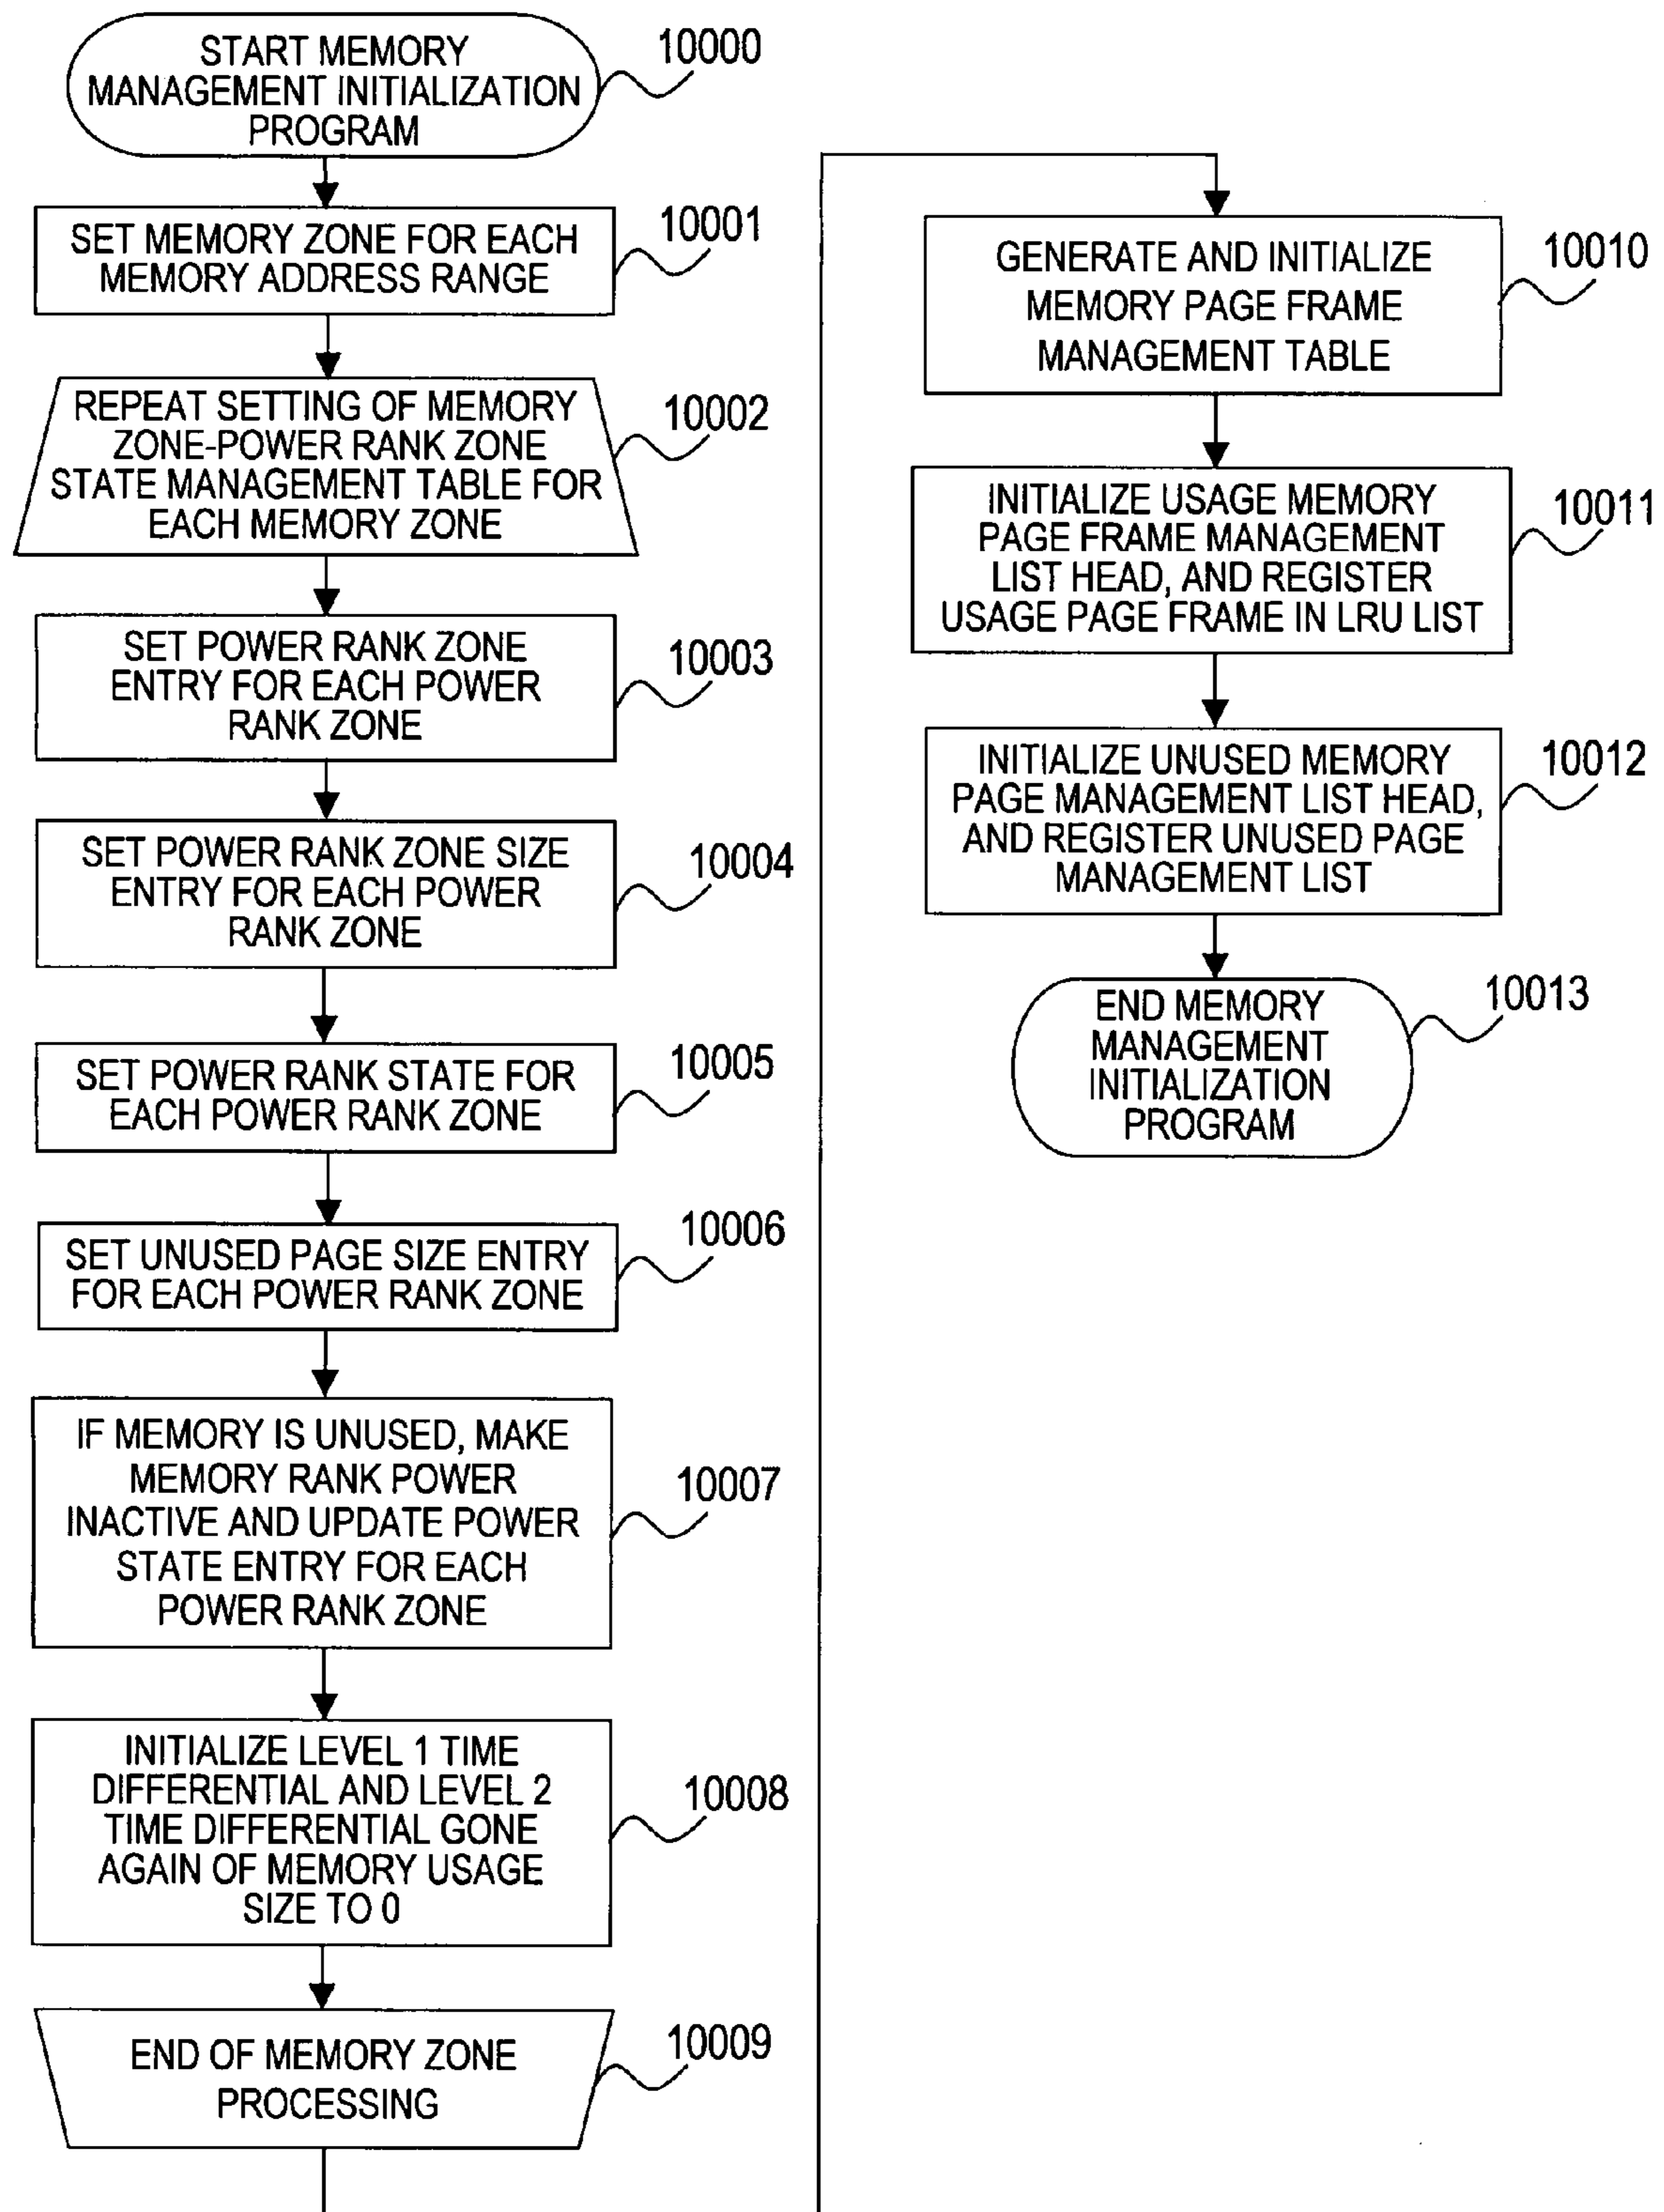 START MEMORY
MANAGEMENT INITIALIZATION
PROGRAM
10000
SET MEMORY ZONE FOR EACH
MEMORY ADDRESS RANGE
10001
REPEAT SETTING OF MEMORY
ZONE-POWER RANK ZONE
STATE MANAGEMENT TABLE FOR
EACH MEMORY ZONE
10002
SET POWER RANK ZONE
ENTRY FOR EACH POWER
RANK ZONE
10003
SET POWER RANK ZONE SIZE
ENTRY FOR EACH POWER
RANK ZONE
10004
SET POWER RANK STATE FOR
EACH POWER RANK ZONE
10005
SET UNUSED PAGE SIZE ENTRY
FOR EACH POWER RANK ZONE
10006
IF MEMORY IS UNUSED, MAKE
MEMORY RANK POWER
INACTIVE AND UPDATE POWER
STATE ENTRY FOR EACH
POWER RANK ZONE
10007
INITIALIZE LEVEL 1 TIME
DIFFERENTIAL AND LEVEL 2
TIME DIFFERENTIAL GONE
AGAIN OF MEMORY USAGE
SIZE TO 0
10008
END OF MEMORY ZONE
PROCESSING
10009
GENERATE AND INITIALIZE
MEMORY PAGE FRAME
MANAGEMENT TABLE
10010
INITIALIZE USAGE MEMORY
PAGE FRAME MANAGEMENT
LIST HEAD, AND REGISTER
USAGE PAGE FRAME IN LRU LIST
10011
INITIALIZE UNUSED MEMORY
PAGE MANAGEMENT LIST HEAD,
AND REGISTER UNUSED PAGE
MANAGEMENT LIST
10012
END MEMORY
MANAGEMENT
INITIALIZATION
PROGRAM
10013